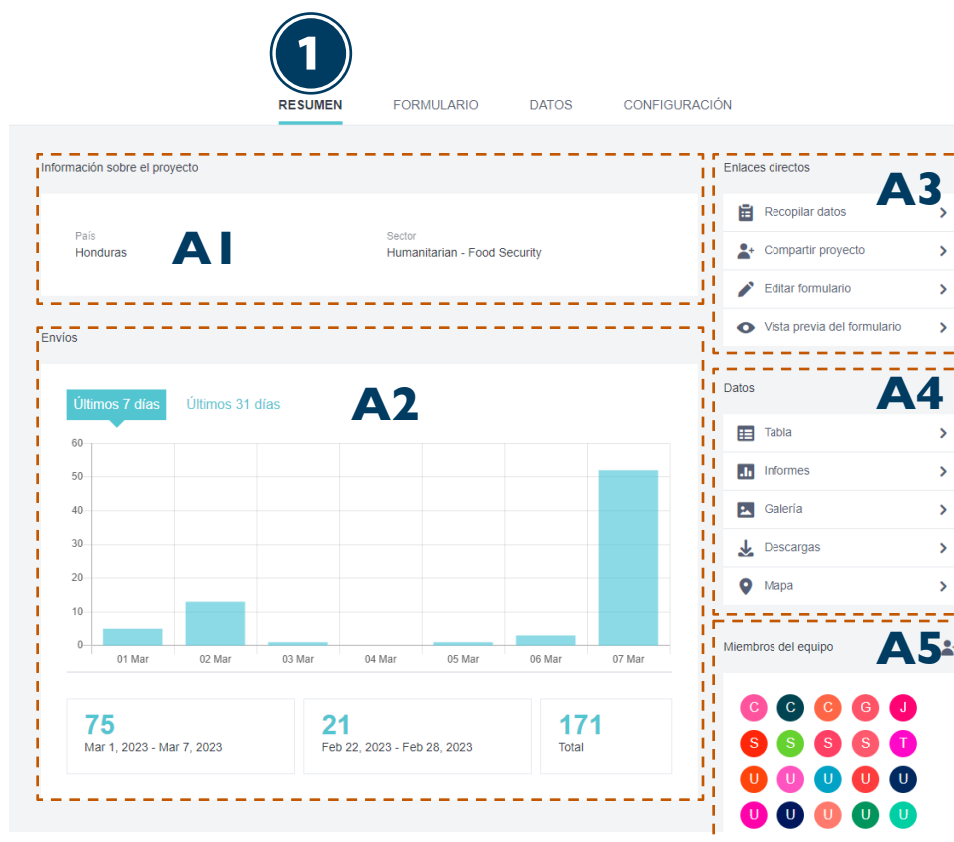 1
RESUMEN FORMULARIO DATOS CONFIGURACIÓN
Información sobre el proyecto
País
Honduras
A1
Sector
Humanitarian - Food Security
Envíos
Últimos 7 días Últimos 31 días
A2
60
50
40
30
20
10
0
01 Mar 02 Mar 03 Mar 04 Mar 05 Mar 06 Mar 07 Mar
75
Mar 1, 2023 - Mar 7, 2023
21
Feb 22, 2023 - Feb 28, 2023
171
Total
Enlaces directos
A3
Recopilar datos
Compartir proyecto
Editar formulario
Vista previa del formulario
Datos
A4
Tabla
Informes
Galería
Descargas
Mapa
Miembros del equipo
A5
C C C G J
S S S S T
U U U U U
U U U U U